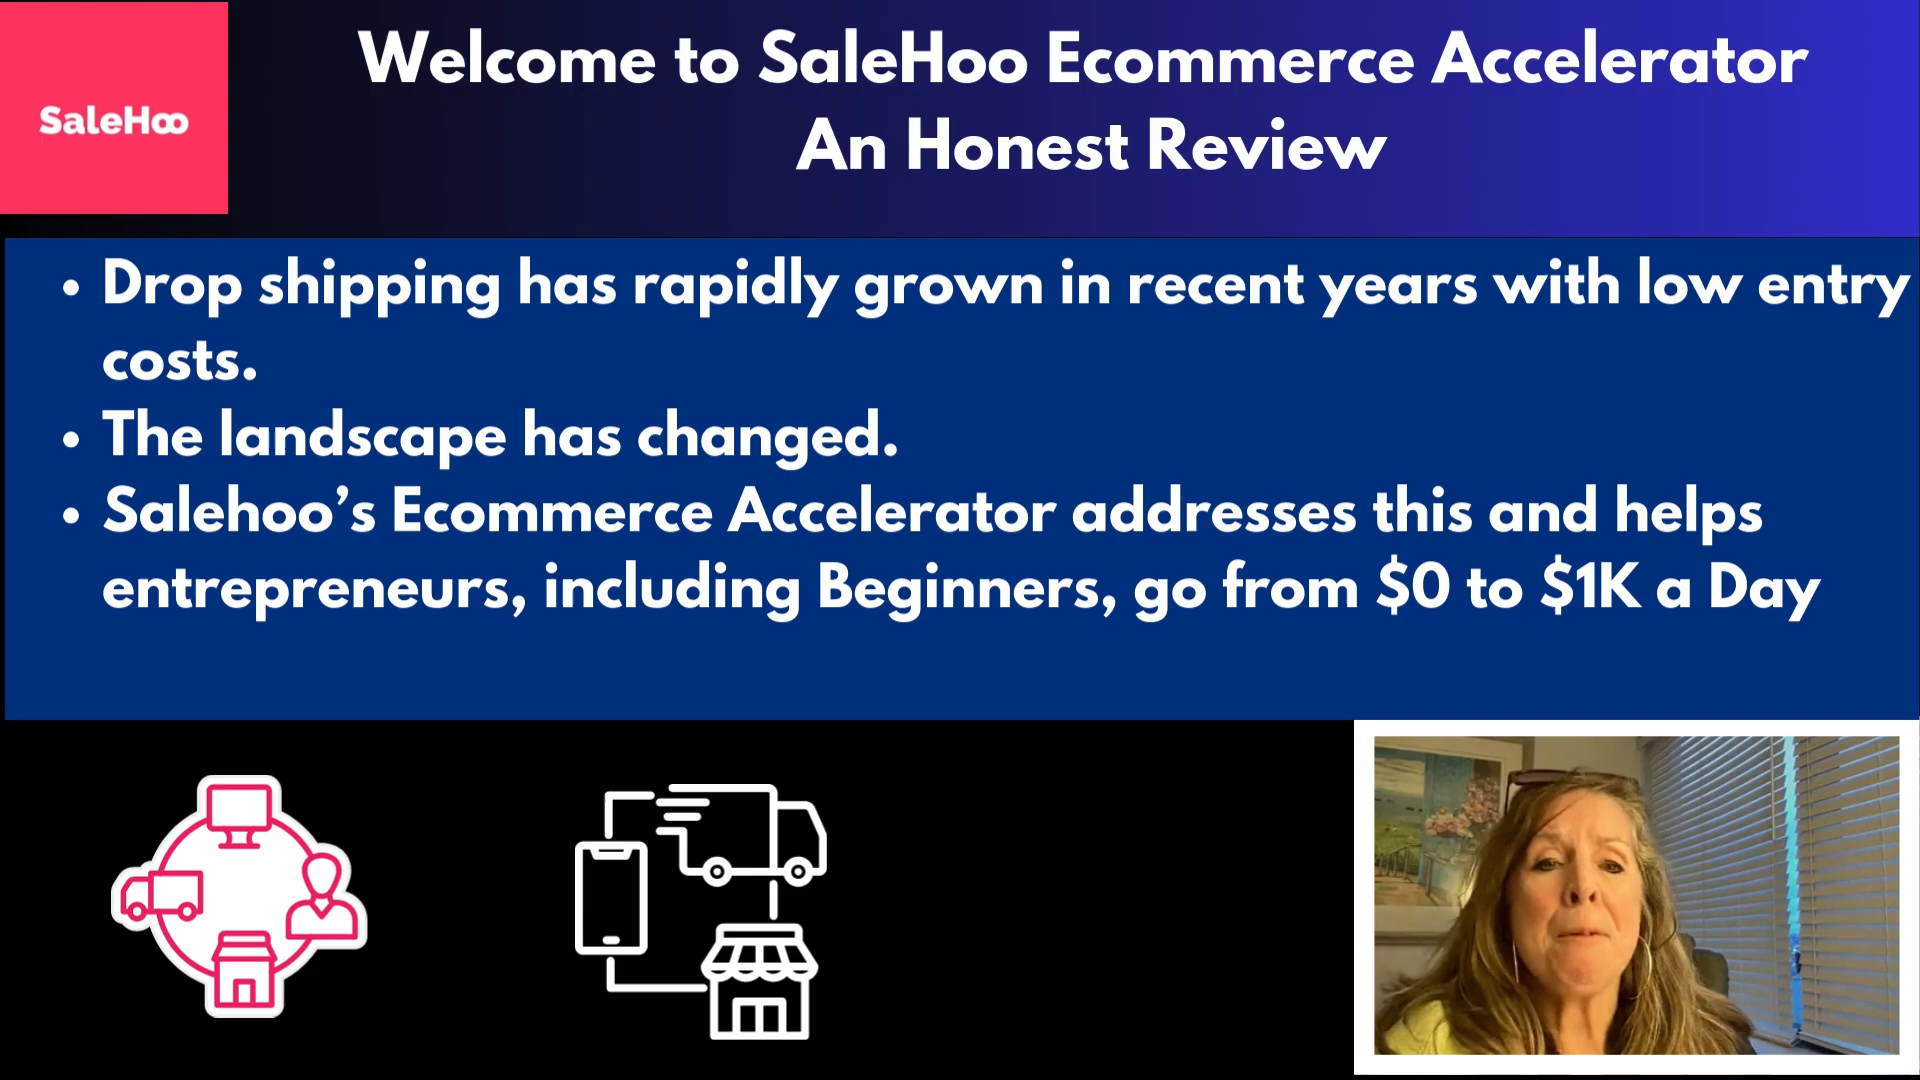 SaleHoo
Welcome to SaleHoo Ecommerce Accelerator
An Honest Review
• Drop shipping has rapidly grown in recent years with low entry
costs.
• The landscape has changed.
• Salehoo’s Ecommerce Accelerator addresses this and helps
entrepreneurs, including Beginners, go from $0 to $1K a Day